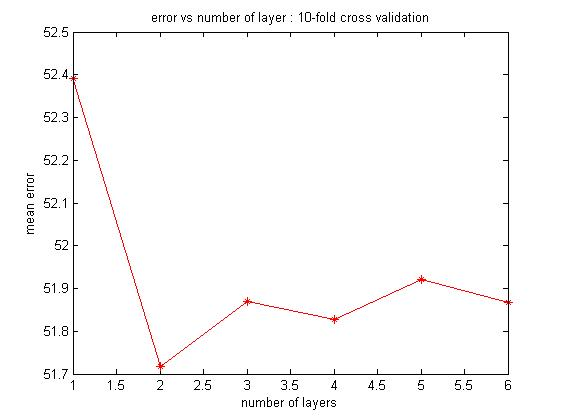 error vs number of layer : 10-fold cross validation
52.5
52.4
52.3
52.2
52.1
52
51.9
51.8
51.7
mean error
1 1.5 2 2.5 3 3.5 4 4.5 5 5.5 6
number of layers